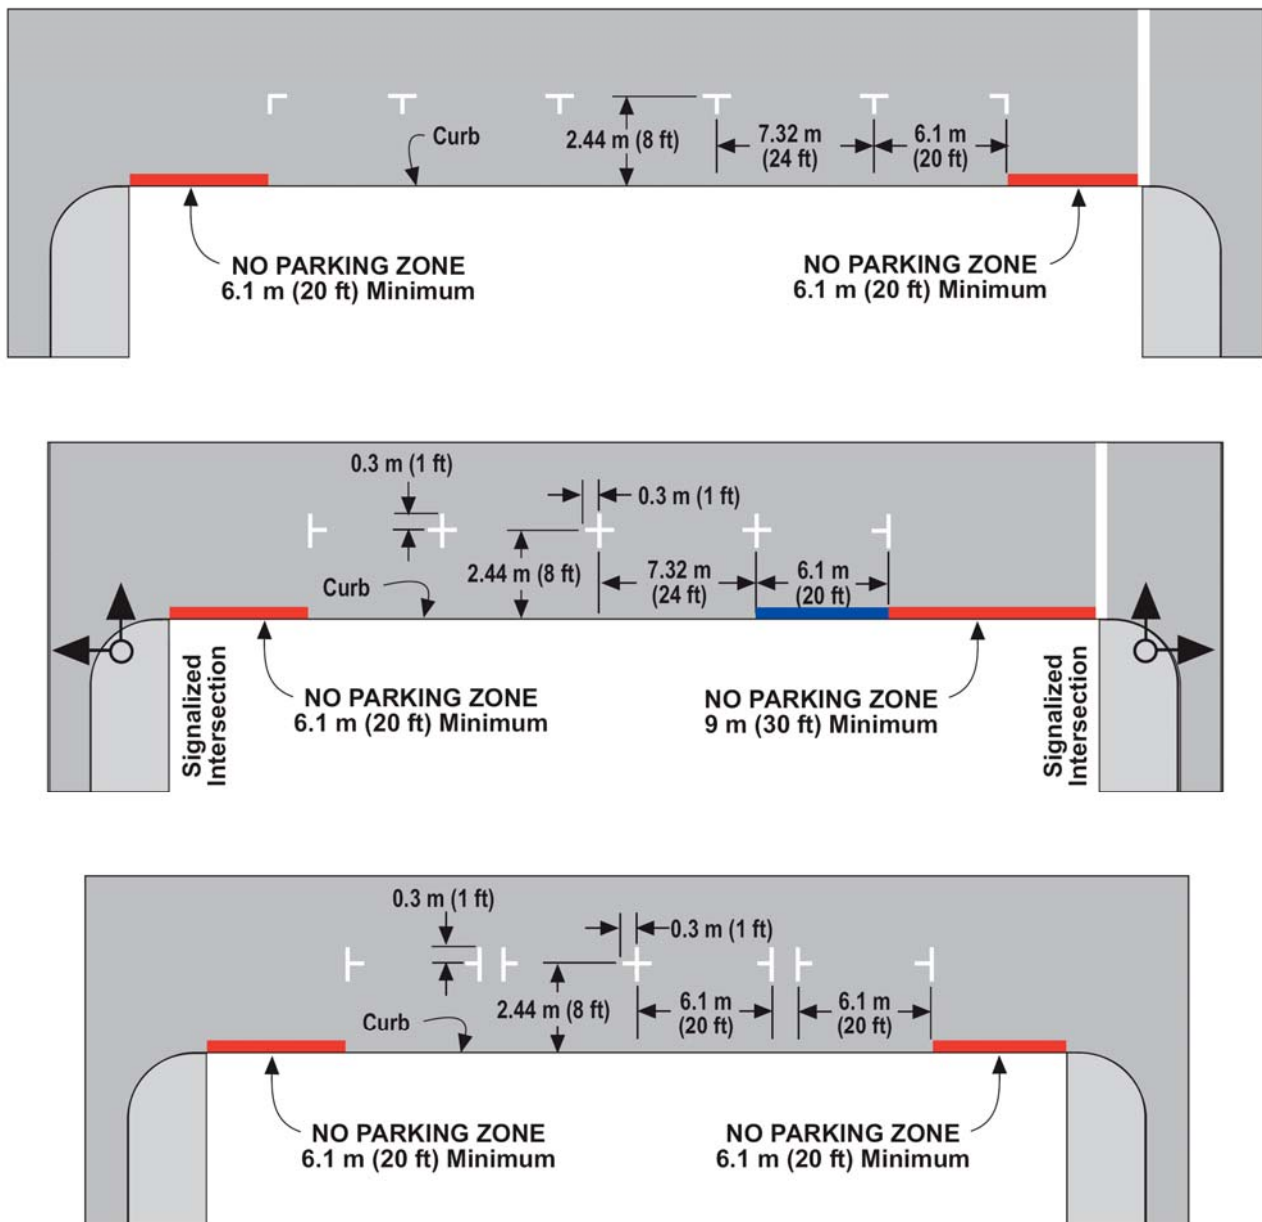 Curb
2.44 m (8 ft)
7.32 m
(24 ft)
6.1 m
(20 ft)
NO PARKING ZONE
6.1 m (20 ft) Minimum
NO PARKING ZONE
6.1 m (20 ft) Minimum
0.3 m (1 ft)
0.3 m (1 ft)
Curb
2.44 m (8 ft)
7.32 m
(24 ft)
6.1 m
(20 ft)
Signalized
Intersection
NO PARKING ZONE
6.1 m (20 ft) Minimum
NO PARKING ZONE
9 m (30 ft) Minimum
Signalized
Intersection
0.3 m (1 ft)
0.3 m (1 ft)
Curb
2.44 m (8 ft)
6.1 m
(20 ft)
6.1 m
(20 ft)
NO PARKING ZONE
6.1 m (20 ft) Minimum
NO PARKING ZONE
6.1 m (20 ft) Minimum